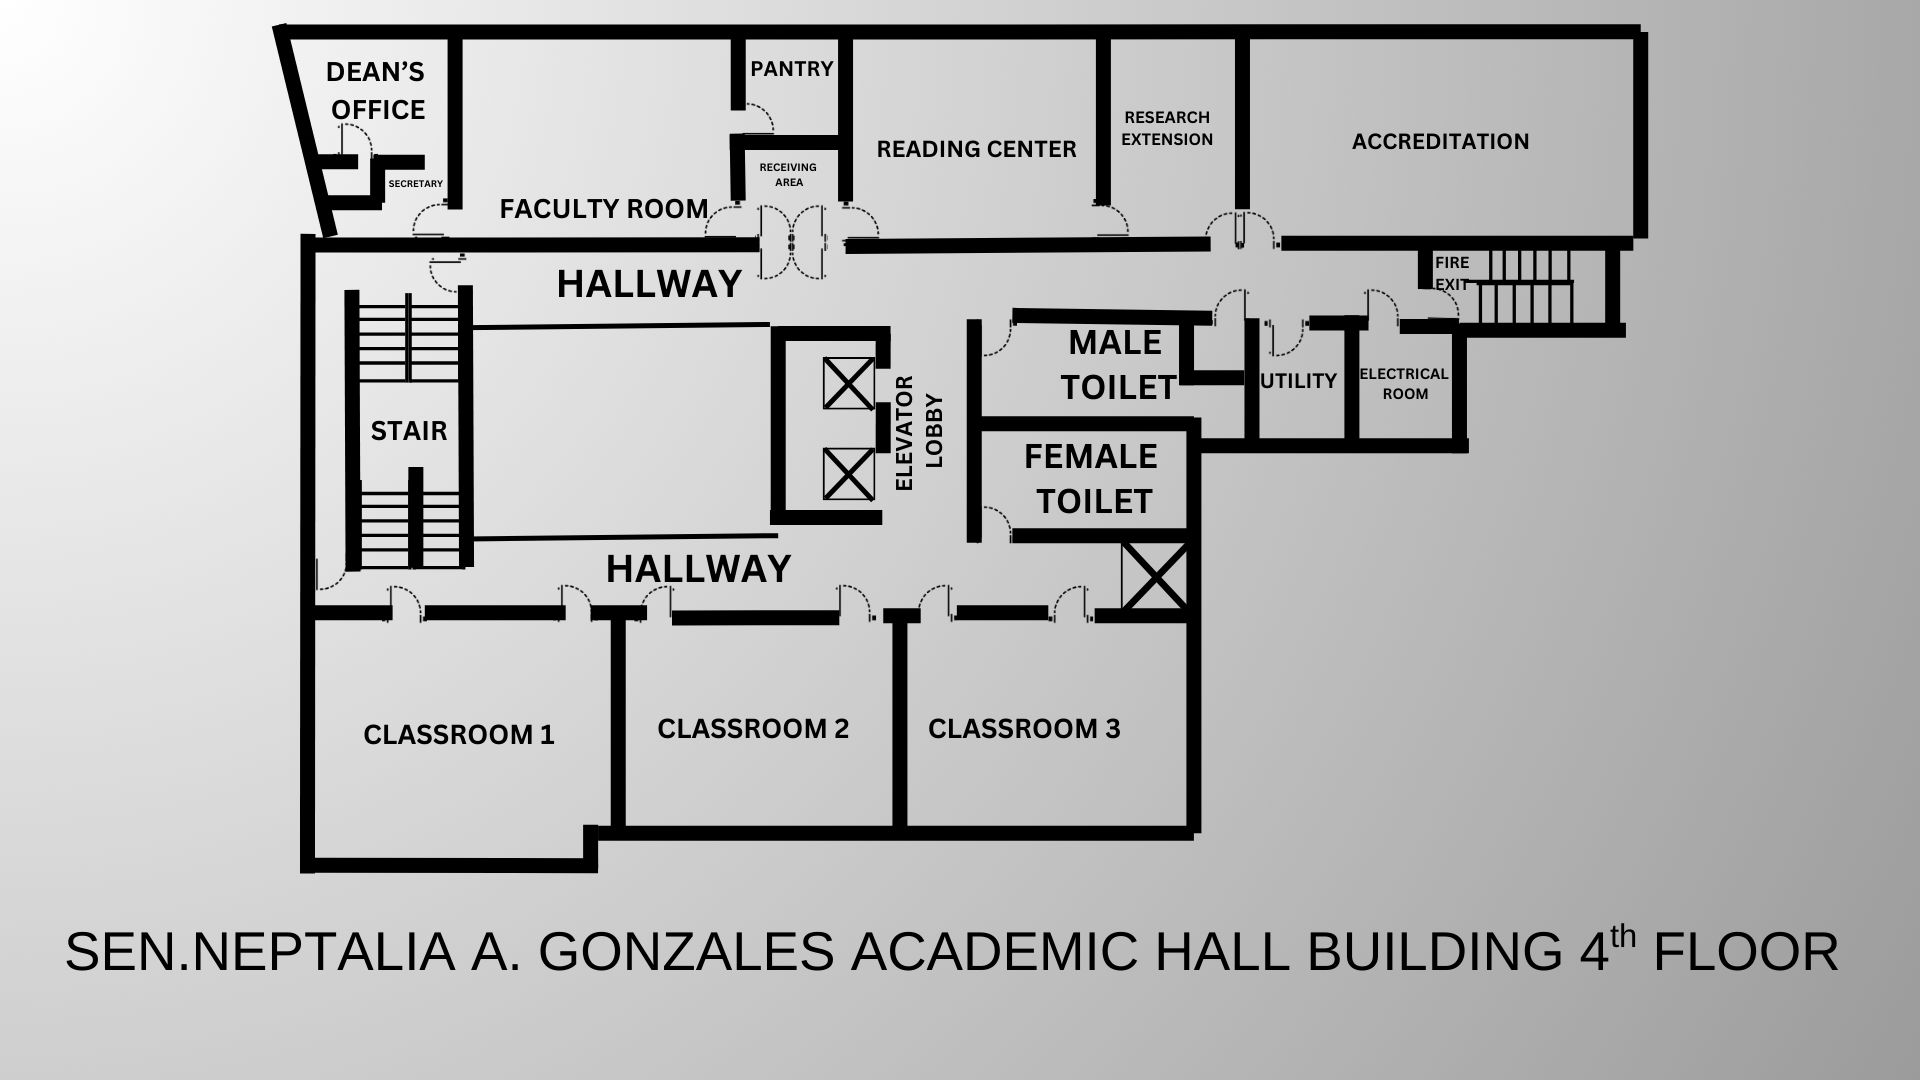 DEAN’S
OFFICE
SECRETARY
FACULTY ROOM
PANTRY
RECEIVING
AREA
READING CENTER
RESEARCH
EXTENSION
ACCREDITATION
HALLWAY
FIRE
EXIT
STAIR
ELEVATOR
LOBBY
MALE
TOILET
UTILITY
ELECTRICAL
ROOM
FEMALE
TOILET
HALLWAY
CLASSROOM 1
CLASSROOM 2
CLASSROOM 3
SEN.NEPTALIA A. GONZALES ACADEMIC HALL BUILDING 4th FLOOR